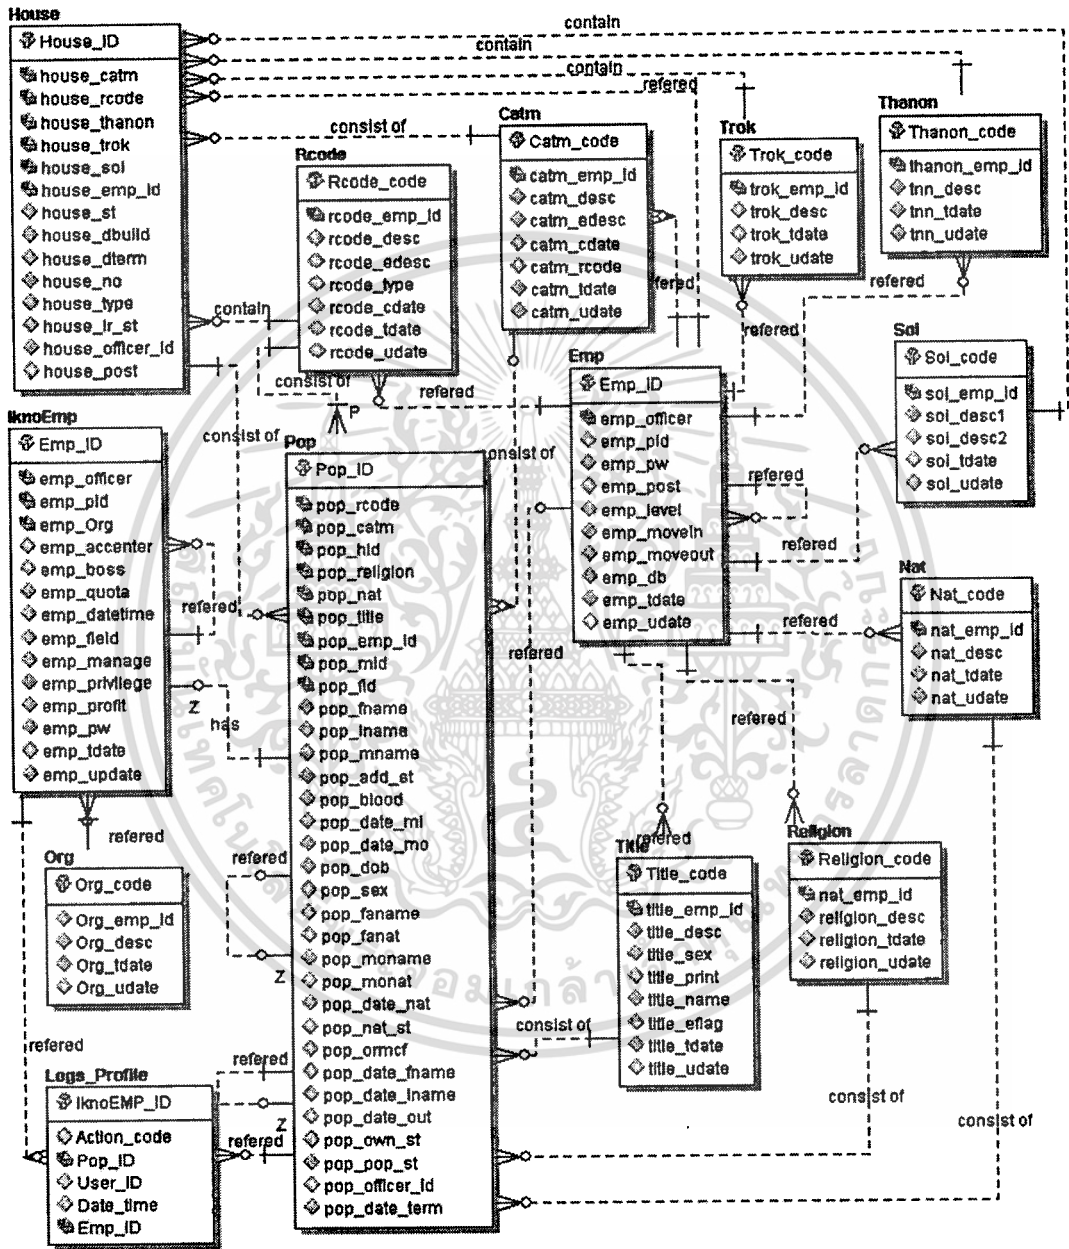 House
House_ID
house_catm
house_rcode
house_thanon
house_trok
house_soi
house_emp_id
house_st
house_dbuild
house_dterm
house_no
house_type
house_lr_st
house_officer_id
house_post
contain
contain
contain
refered
consist of
contain
Rcode
Rcode_code
rcode_emp_id
rcode_desc
rcode_edesc
rcode_type
rcode_cdate
rcode_tdate
rcode_udate
Catm
Catm_code
catm_emp_id
catm_desc
catm_edesc
catm_cdate
catm_rcode
catm_tdate
catm_udate
Trok
Trok_code
trok_emp_id
trok_desc
trok_tdate
trok_udate
Thanon
Thanon_code
thanon_emp_id
tnn_desc
tnn_tdate
tnn_udate
fered
refered
refered
Soi
Soi_code
soi_emp_id
soi_desc1
soi_desc2
soi_tdate
soi_udate
consist of
P
refered
Emp
Emp_ID
emp_officer
emp_pid
emp_pw
emp_post
emp_level
emp_movein
emp_moveout
emp_db
emp_tdate
emp_udate
refered
refered
refered
IknoEmp
Emp_ID
emp_officer
emp_pid
emp_Org
emp_accenter
emp_boss
emp_quota
emp_datetime
emp_field
emp_manage
emp_privilege
emp_profit
emp_pw
emp_tdate
emp_update
refered
Z
has
consist of
consist of
Pop
Pop_ID
pop_rcode
pop_catm
pop_hid
pop_religion
pop_nat
pop_title
pop_emp_id
pop_mid
pop_fid
pop_fname
pop_lname
pop_mname
pop_add_st
pop_blood
pop_date_mi
pop_date_mo
pop_dob
pop_sex
pop_faname
pop_fanat
pop_moname
pop_monat
pop_date_nat
pop_nat_st
pop_ormcf
pop_date_fname
pop_date_lname
pop_date_out
pop_own_st
pop_pop_st
pop_officer_id
pop_date_term
refered
Nat
Nat_code
nat_emp_id
nat_desc
nat_tdate
nat_udate
refered
refered
Title
Title_code
title_emp_id
title_desc
title_sex
title_print
title_name
title_eflag
title_tdate
title_udate
Religion
Religion_code
nat_emp_id
religion_desc
religion_tdate
religion_udate
refered
Org
Org_code
Org_emp_id
Org_desc
Org_tdate
Org_udate
refered
Z
consist of
consist of
consist of
refered
Logs_Profile
IknoEMP_ID
Action_code
Pop_ID
User_ID
Date_time
Emp_ID
refered
Z
refered